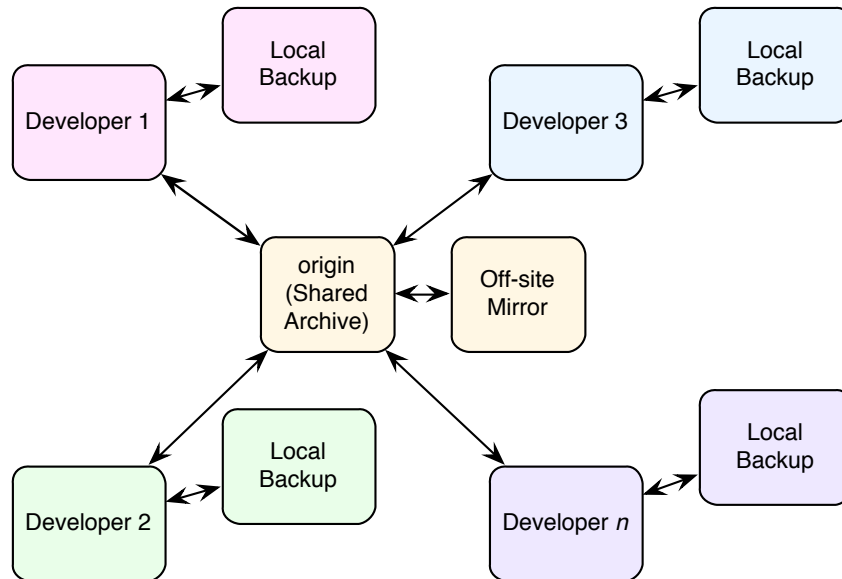 Local
Backup
Developer 1
Local
Backup
Developer 3
origin
(Shared
Archive)
Off-site
Mirror
Local
Backup
Developer 2
Local
Backup
Developer n